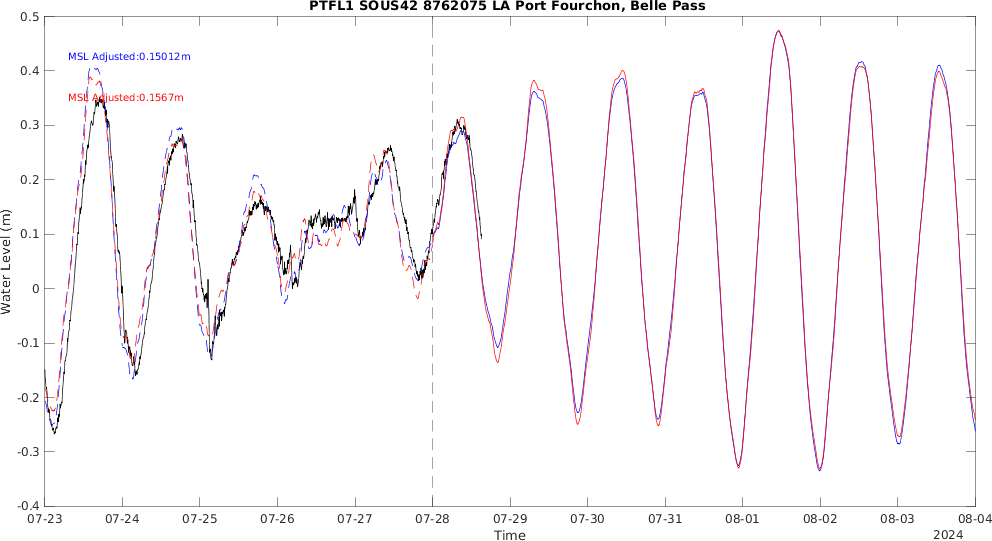 PTFL1 SOUS42 8762075 LA Port Fourchon, Belle Pass
MSL Adjusted:0.15012m
MSL Adjusted:0.1567m
Water Level (m)
0.5
0.4
0.3
0.2
0.1
0
-0.1
-0.2
-0.3
-0.4
07-23 07-24 07-25 07-26 07-27 07-28 07-29 07-30 07-31 08-01 08-02 08-03 08-04
Time
2024